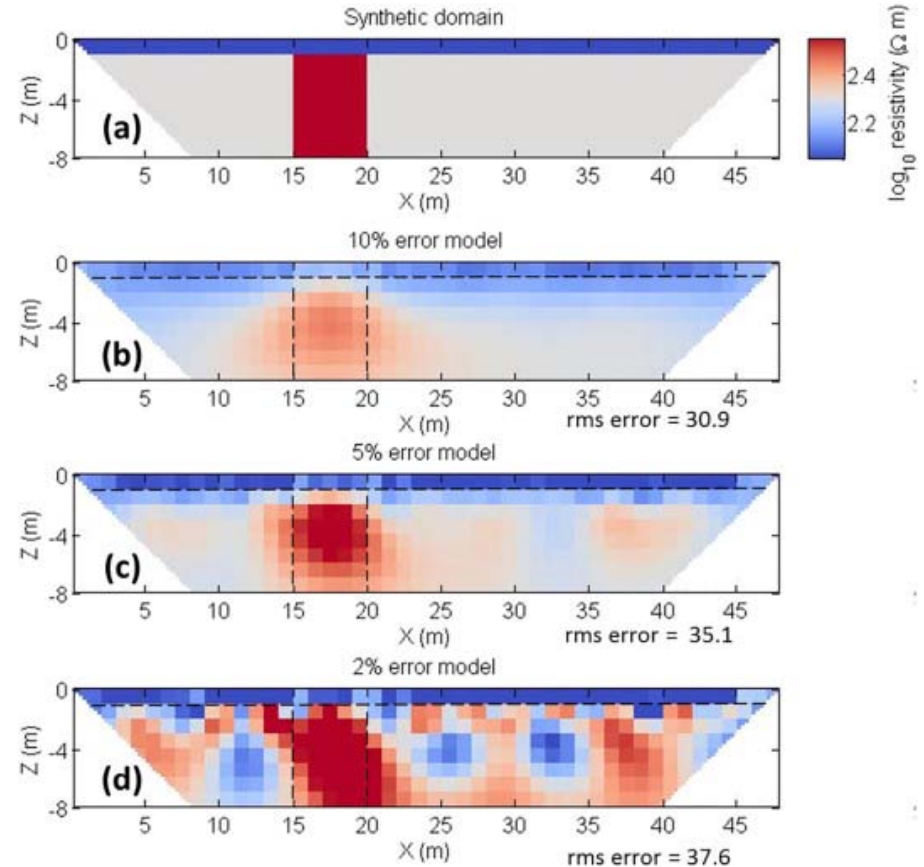 Synthetic domain
0
-4
-8
Z (m)
(a)
5 10 15 20 25 30 35 40 45
X (m)
2.4
2.2
log10 resistivity (Ω m)
10% error model
0
-4
-8
Z (m)
(b)
5 10 15 20 25 30 35 40 45
X (m)
rms error = 30.9
5% error model
0
-4
-8
Z (m)
(c)
5 10 15 20 25 30 35 40 45
X (m)
rms error = 35.1
2% error model
0
-4
-8
Z (m)
(d)
5 10 15 20 25 30 35 40 45
X (m)
rms error = 37.6